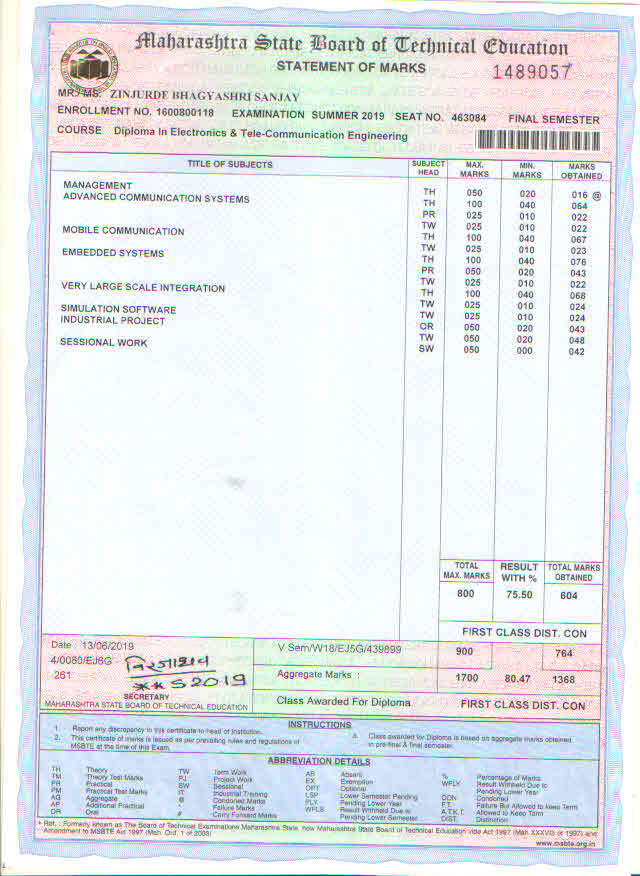 Maharashtra State Board of Technical Education
STATEMENT OF MARKS
1489057
MR./ MS. ZINJURDE BHAGYASHRI SANJAY
ENROLLMENT NO. 1600800118 EXAMINATION SUMMER 2019 SEAT NO. 463084 FINAL SEMESTER
COURSE Diploma In Electronics & Tele-Communication Engineering
TITLE OF SUBJECTS SUBJECT HEAD MAX. MARKS MIN. MARKS MARKS OBTAINED
MANAGEMENT TH 050 020 016 @
ADVANCED COMMUNICATION SYSTEMS TH 100 040 064
PR 025 010 022
TW 025 010 022
MOBILE COMMUNICATION TH 100 040 067
TW 025 010 023
EMBEDDED SYSTEMS TH 100 040 076
PR 050 020 043
TW 025 010 022
VERY LARGE SCALE INTEGRATION TH 100 040 068
TW 025 010 024
SIMULATION SOFTWARE TW 025 010 024
INDUSTRIAL PROJECT OR 050 020 043
TW 050 020 048
SESSIONAL WORK SW 050 000 042
TOTAL MAX. MARKS RESULT WITH % TOTAL MARKS OBTAINED
800 75.50 604
FIRST CLASS DIST. CON
Date : 13/06/2019 V Sem/W18/EJ5G/439899 900 764
4/0080/EJ6G
261 Aggregate Marks : 1700 80.47 1368
** S2019
SECRETARY
MAHARASHTRA STATE BOARD OF TECHNICAL EDUCATION
Class Awarded For Diploma FIRST CLASS DIST. CON
INSTRUCTIONS
1. Report any discrepancy in this certificate to head of Institution.
2. This certificate of marks is issued as per prevailing rules and regulations of MSBTE at the time of this Exam.
3. Class awarded for Diploma is based on aggregate marks obtained in pre-final & final semester.
ABBREVIATION DETAILS
TH Theory TW Term Work AB Absent % Percentage of Marks
TM Theory Test Marks PJ Project Work EX Exemption WPLY Result Withheld Due to Pending Lower Year
PR Practical SW Sessional OPT Optional
PM Practical Test Marks IT Industrial Training LSP Lower Semester Pending CON Condoned
AG Aggregate @ Condoned Marks PLY Pending Lower Year F.T. Failure But Allowed to Keep Term
AP Additional Practical * Failure Marks WPLS Result Withheld Due to Pending Lower Semester A.T.K.T. Allowed to Keep Term
OR Oral # Carry Forward Marks DIST. Distinction
* Ref. : Formerly known as The Board of Technical Examinations Maharashtra State, now Maharashtra State Board of Technical Education vide Act 1997 (Mah XXXVIII of 1997) and
Amendment to MSBTE Act 1997 (Mah. Ord. 1 of 2003)
www.msbte.org.in